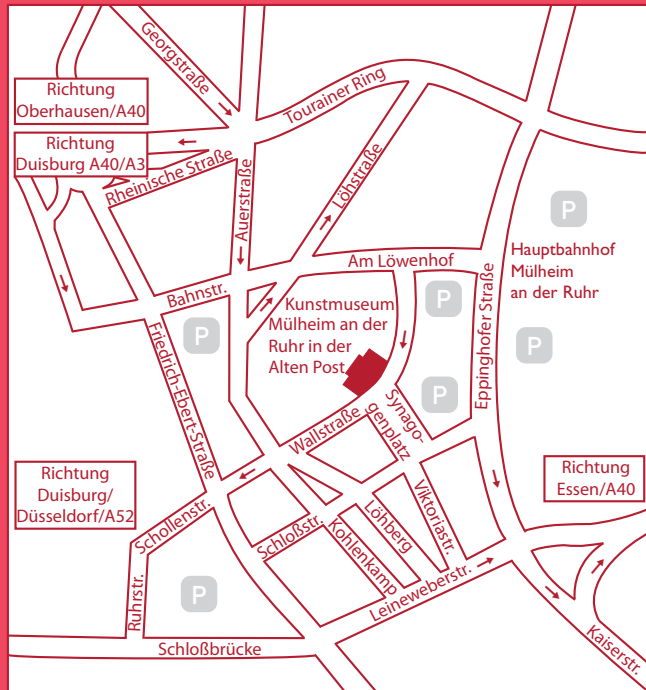 Georgstraße
Richtung
Oberhausen/A40
Tourainer Ring
Richtung
Duisburg A40/A3
Rheinische Straße
Auerstraße
Löhstraße
P
Hauptbahnhof
Mülheim
an der Ruhr
Am Löwenhof
Bahnstr.
P
Kunstmuseum
Mülheim an der
Ruhr in der
Alten Post
P
P
Eppinghofer Straße
Friedrich-Ebert-Straße
P
Synago-
genplatz
Wallstraße
Richtung
Duisburg/
Düsseldorf/A52
Richtung
Essen/A40
Schollenstr.
Schloßstr.
Kohlenkamp
Löhberg
Viktoriastr.
Leineweberstr.
Ruhrstr.
P
Schloßbrücke
Kaiserstr.